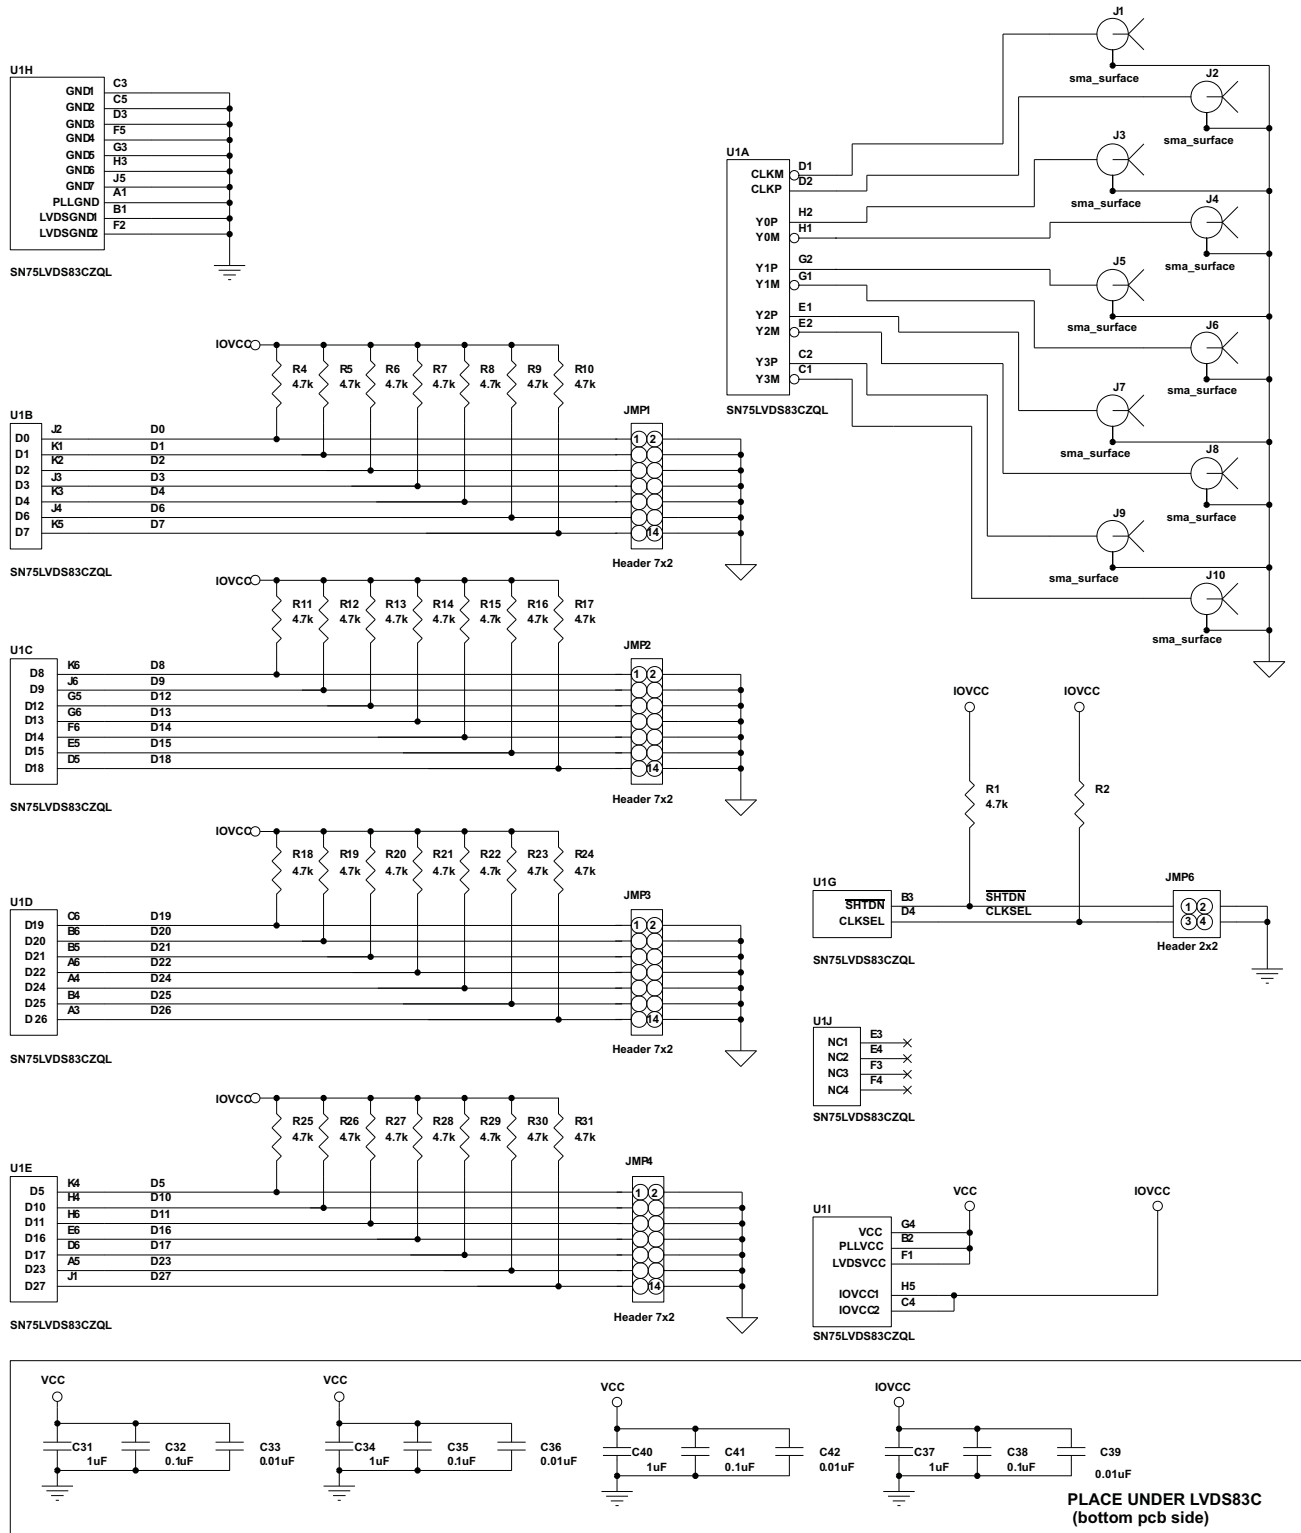 U1H
GND1 C3
GND2 C5
GND3 D3
GND4 F5
GND5 G3
GND6 H3
GND7 J5
PLLGND A1
LVDSGND1 B1
LVDSGND2 F2
SN75LVDS83CZQL
U1A
CLKM D1
CLKP D2
Y0P H2
Y0M H1
Y1P G2
Y1M G1
Y2P E1
Y2M E2
Y3P C2
Y3M C1
SN75LVDS83CZQL
J1
sma_surface
J2
sma_surface
J3
sma_surface
J4
sma_surface
J5
sma_surface
J6
sma_surface
J7
sma_surface
J8
sma_surface
J9
sma_surface
J10
sma_surface
IOVCC
R4 R5 R6 R7 R8 R9 R10
4.7k 4.7k 4.7k 4.7k 4.7k 4.7k 4.7k
U1B
JMP1
D0 J2 D0 1 2
D1 K1 D1
D2 K2 D2
D3 J3 D3
D4 K3 D4
D6 J4 D6
D7 K5 D7 14
SN75LVDS83CZQL
Header 7x2
IOVCC
R11 R12 R13 R14 R15 R16 R17
4.7k 4.7k 4.7k 4.7k 4.7k 4.7k 4.7k
U1C
JMP2
D8 K6 D8 1 2
D9 J6 D9
D12 G5 D12
D13 G6 D13
D14 F6 D14
D15 E5 D15
D18 D5 D18 14
SN75LVDS83CZQL
Header 7x2
IOVCC
R18 R19 R20 R21 R22 R23 R24
4.7k 4.7k 4.7k 4.7k 4.7k 4.7k 4.7k
U1D
JMP3
D19 C6 D19 1 2
D20 B6 D20
D21 B5 D21
D22 A6 D22
D24 A4 D24
D25 B4 D25
D26 A3 D26 14
SN75LVDS83CZQL
Header 7x2
IOVCC
R25 R26 R27 R28 R29 R30 R31
4.7k 4.7k 4.7k 4.7k 4.7k 4.7k 4.7k
U1E
JMP4
D5 K4 D5 1 2
D10 H4 D10
D11 H6 D11
D16 E6 D16
D17 D6 D17
D23 A5 D23
D27 J1 D27 14
SN75LVDS83CZQL
Header 7x2
IOVCC IOVCC
R1 R2
4.7k
U1G
JMP6
SHTDN B3 SHTDN 1 2
CLKSEL D4 CLKSEL 3 4
SN75LVDS83CZQL
Header 2x2
U1J
NC1 E3
NC2 E4
NC3 F3
NC4 F4
SN75LVDS83CZQL
VCC IOVCC
U1I
VCC G4
PLLVCC B2
LVDSVCC F1
IOVCC1 H5
IOVCC2 C4
SN75LVDS83CZQL
VCC VCC VCC IOVCC
C31 C32 C33 C34 C35 C36 C40 C41 C42 C37 C38 C39
1uF 0.1uF 0.01uF 1uF 0.1uF 0.01uF 1uF 0.1uF 0.01uF 1uF 0.1uF 0.01uF
PLACE UNDER LVDS83C
(bottom pcb side)